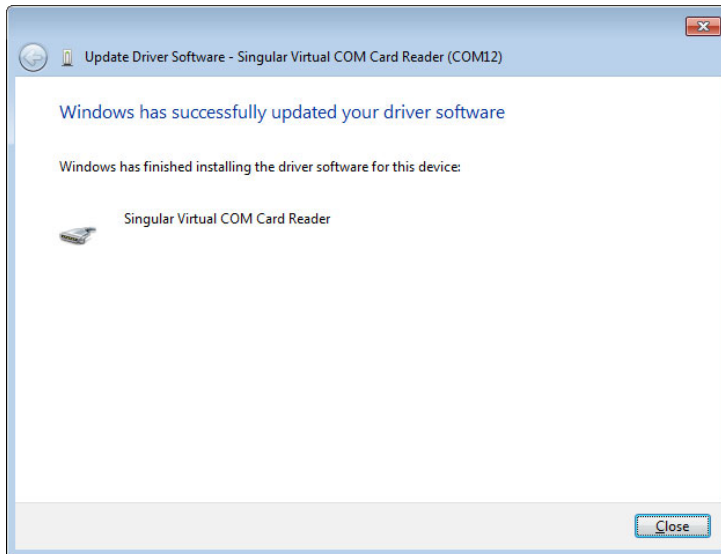 Update Driver Software - Singular Virtual COM Card Reader (COM12)
Windows has successfully updated your driver software
Windows has finished installing the driver software for this device:
Singular Virtual COM Card Reader
Close